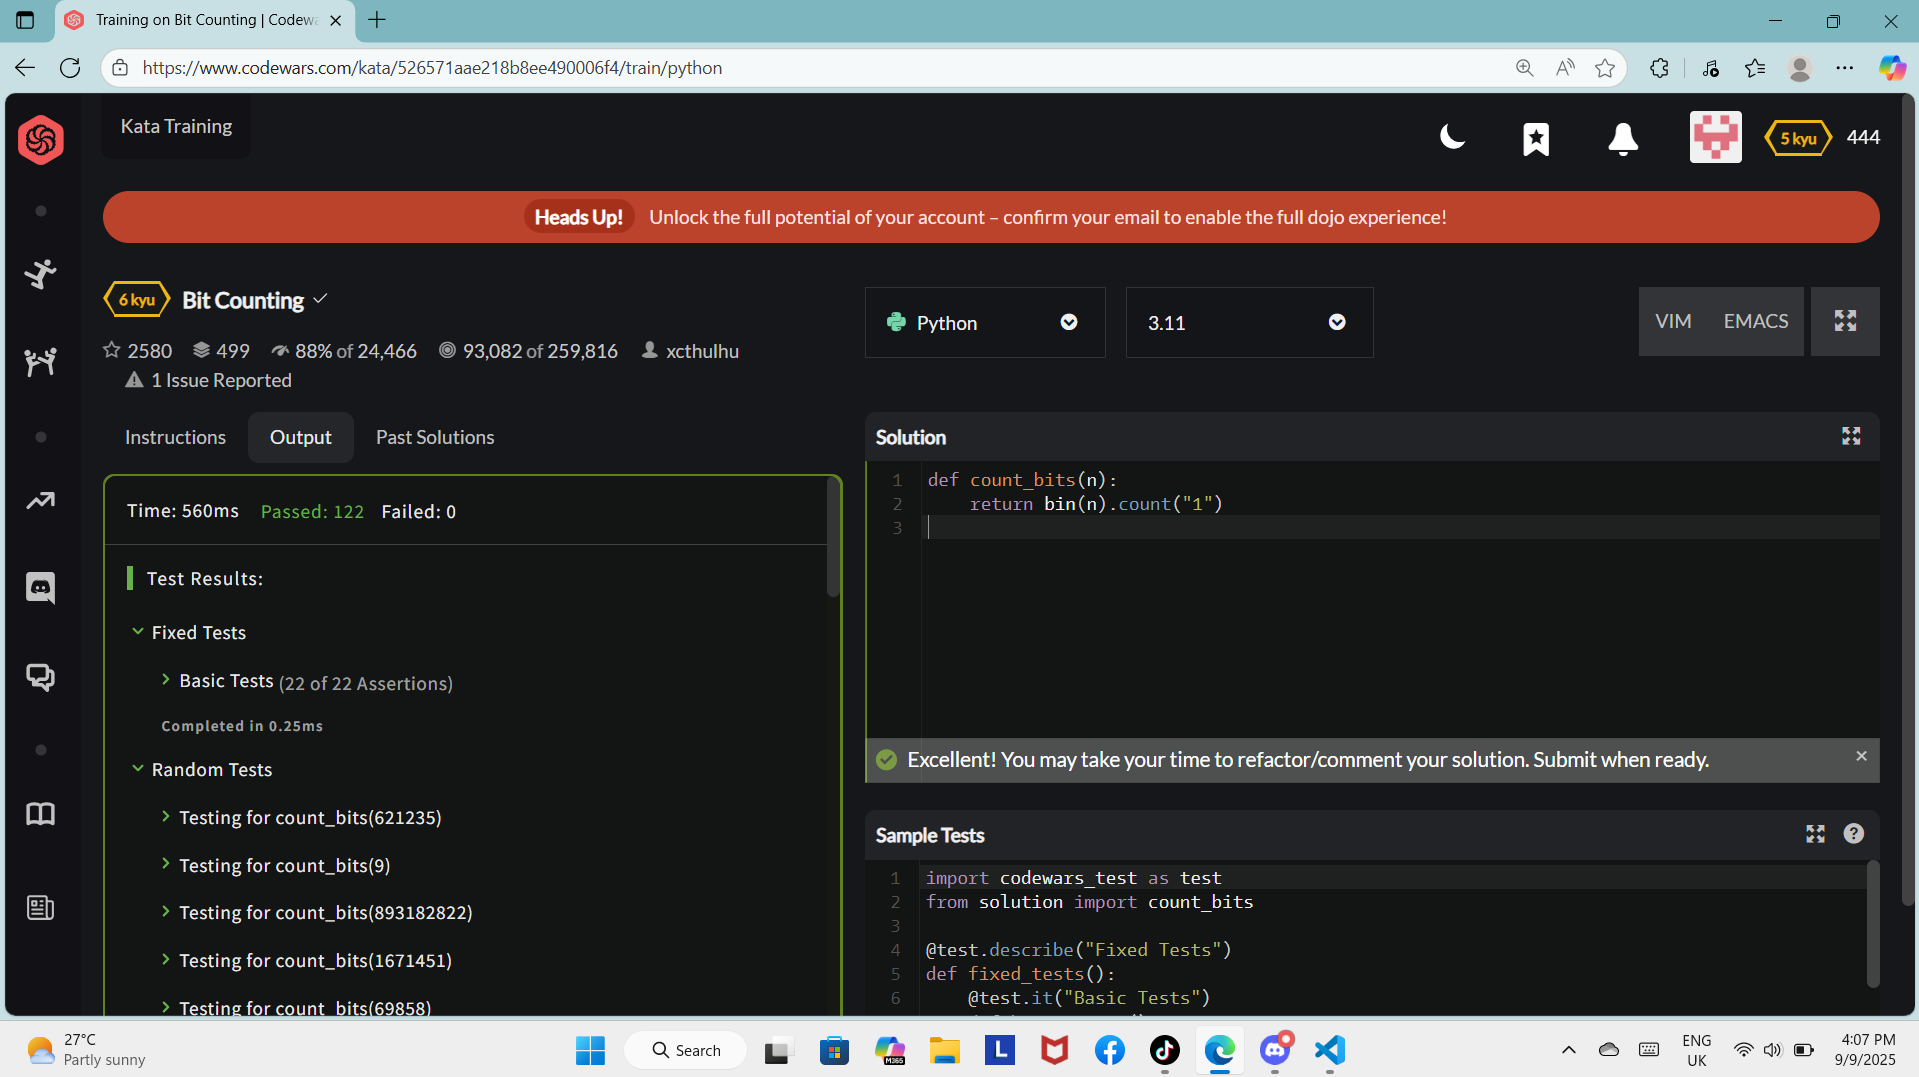 Training on Bit Counting | Codewa
https://www.codewars.com/kata/526571aae218b8ee490006f4/train/python
Kata Training
5 kyu
444
Heads Up! Unlock the full potential of your account – confirm your email to enable the full dojo experience!
6 kyu
Bit Counting
2580 499 88% of 24,466 93,082 of 259,816 xcthulhu
1 Issue Reported
Python
3.11
VIM EMACS
Instructions Output Past Solutions
Time: 560ms Passed: 122 Failed: 0
Test Results:
Fixed Tests
Basic Tests (22 of 22 Assertions)
Completed in 0.25ms
Random Tests
Testing for count_bits(621235)
Testing for count_bits(9)
Testing for count_bits(893182822)
Testing for count_bits(1671451)
Testing for count_bits(69858)
Solution
1 def count_bits(n):
2 return bin(n).count("1")
3
Excellent! You may take your time to refactor/comment your solution. Submit when ready.
Sample Tests
1 import codewars_test as test
2 from solution import count_bits
3
4 @test.describe("Fixed Tests")
5 def fixed_tests():
6 @test.it("Basic Tests")
27°C
Partly sunny
Search
M365
L
ENG
UK
4:07 PM
9/9/2025